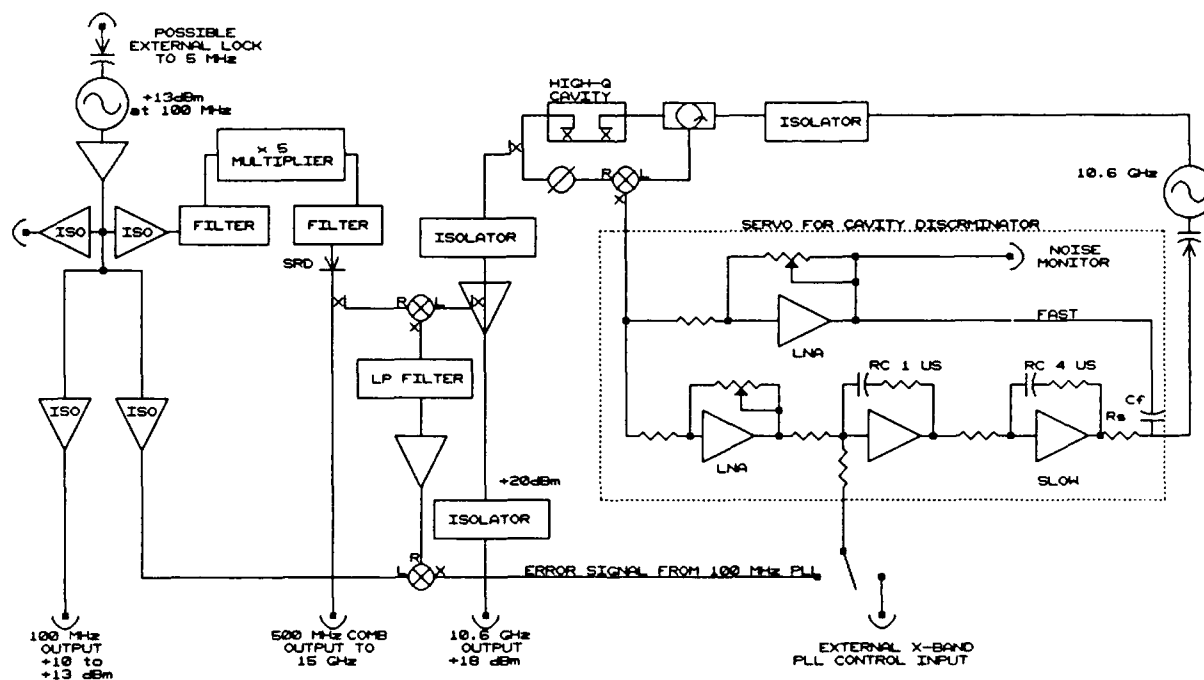 POSSIBLE
EXTERNAL LOCK
TO 5 MHz
+13dBm
at 100 MHz
x 5
MULTIPLIER
ISO
ISO
FILTER
FILTER
SRD
HIGH-Q
CAVITY
ISOLATOR
10.6 GHz
R
L
X
ISOLATOR
SERVO FOR CAVITY DISCRMINATOR
NOISE
MONITOR
R
L
X
LNA
FAST
LP FILTER
RC 1 US
RC 4 US
Cf
Rs
ISO
ISO
LNA
SLOW
+20dBm
ISOLATOR
R
L
X
ERROR SIGNAL FROM 100 MHz PLL
100 MHz
OUTPUT
+10 to
+13 dBm
500 MHz COMB
OUTPUT TO
15 GHz
10.6 GHz
OUTPUT
+18 dBm
EXTERNAL X-BAND
PLL CONTROL INPUT